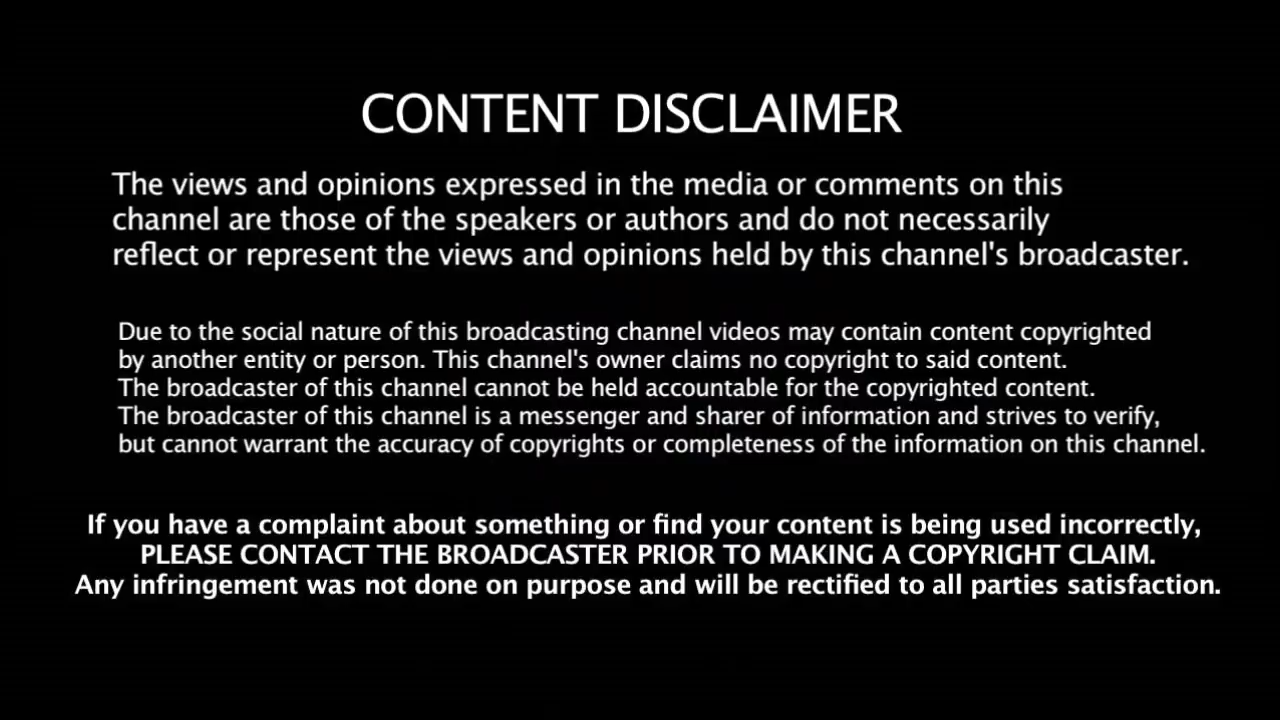 CONTENT DISCLAIMER
The views and opinions expressed in the media or comments on this
channel are those of the speakers or authors and do not necessarily
reflect or represent the views and opinions held by this channel's broadcaster.
Due to the social nature of this broadcasting channel videos may contain content copyrighted
by another entity or person. This channel's owner claims no copyright to said content.
The broadcaster of this channel cannot be held accountable for the copyrighted content.
The broadcaster of this channel is a messenger and sharer of information and strives to verify,
but cannot warrant the accuracy of copyrights or completeness of the information on this channel.
If you have a complaint about something or find your content is being used incorrectly,
PLEASE CONTACT THE BROADCASTER PRIOR TO MAKING A COPYRIGHT CLAIM.
Any infringement was not done on purpose and will be rectified to all parties satisfaction.